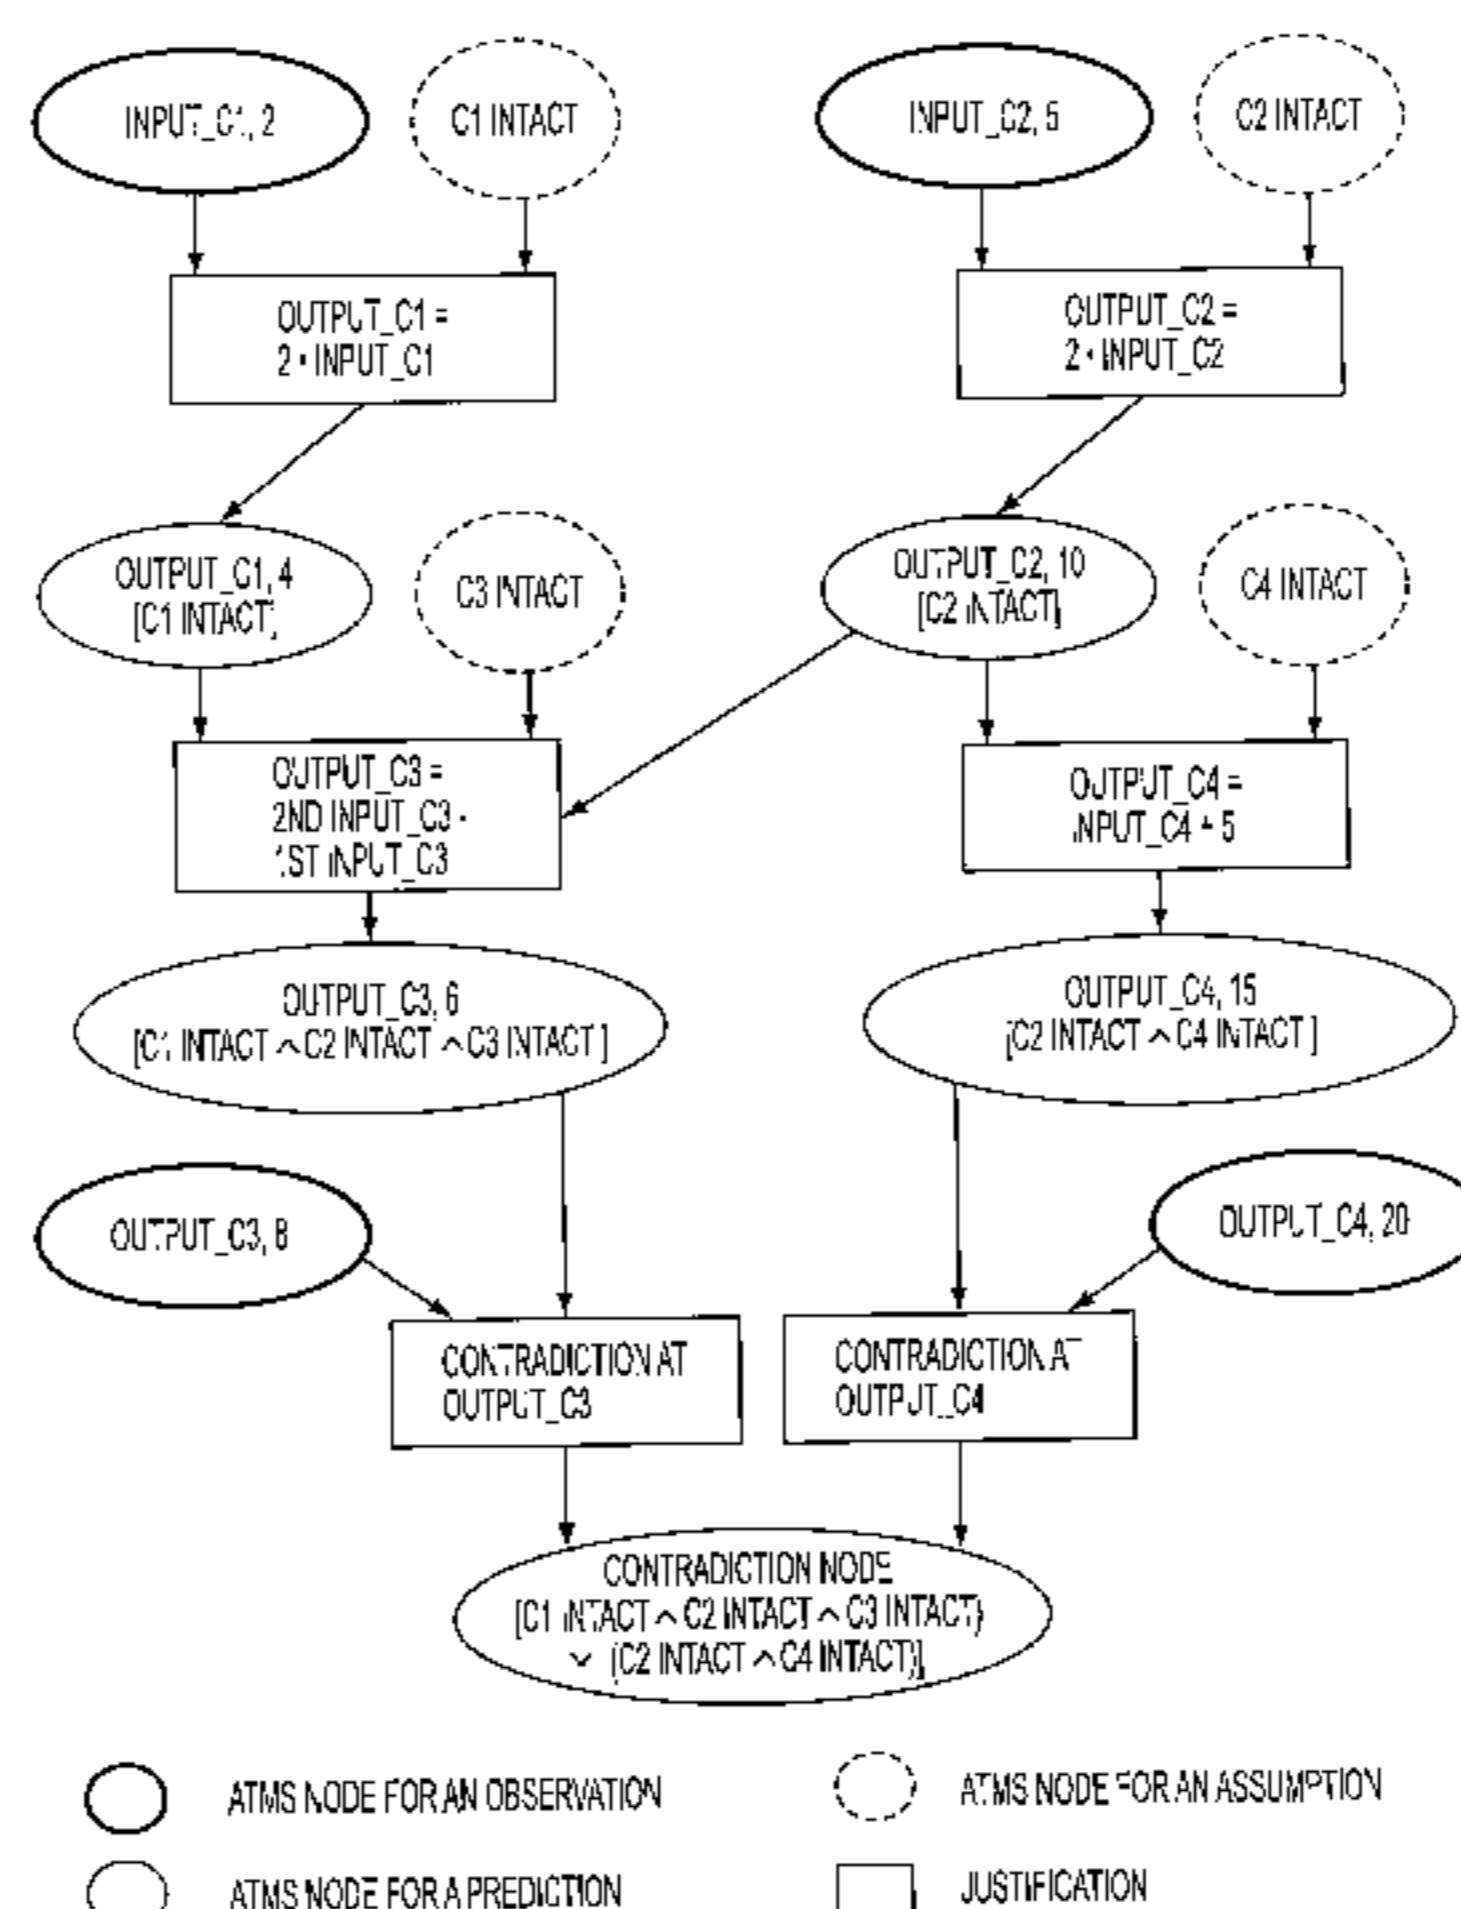 INPUT_C1, 2
C1 INTACT
INPUT_C2, 5
C2 INTACT
OUTPUT_C1 =
2 • INPUT_C1
OUTPUT_C2 =
2 • INPUT_C2
OUTPUT_C1, 4
[C1 INTACT]
C3 INTACT
OUTPUT_C2, 10
[C2 INTACT]
C4 INTACT
OUTPUT_C3 =
2ND INPUT_C3 -
1ST INPUT_C3
OUTPUT_C4 =
INPUT_C4 + 5
OUTPUT_C3, 6
[C1 INTACT ∧ C2 INTACT ∧ C3 INTACT ]
OUTPUT_C4, 15
[C2 INTACT ∧ C4 INTACT ]
OUTPUT_C3, 8
OUTPUT_C4, 20
CONTRADICTION AT
OUTPUT_C3
CONTRADICTION AT
OUTPUT_C4
CONTRADICTION NODE
[C1 INTACT ∧ C2 INTACT ∧ C3 INTACT)
∨ (C2 INTACT ∧ C4 INTACT)]
ATMS NODE FOR AN OBSERVATION
ATMS NODE FOR AN ASSUMPTION
ATMS NODE FOR A PREDICTION
JUSTIFICATION